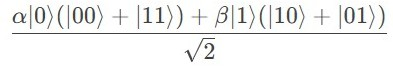 α|0⟩(|00⟩ + |11⟩) + β|1⟩(|10⟩ + |01⟩)
√2